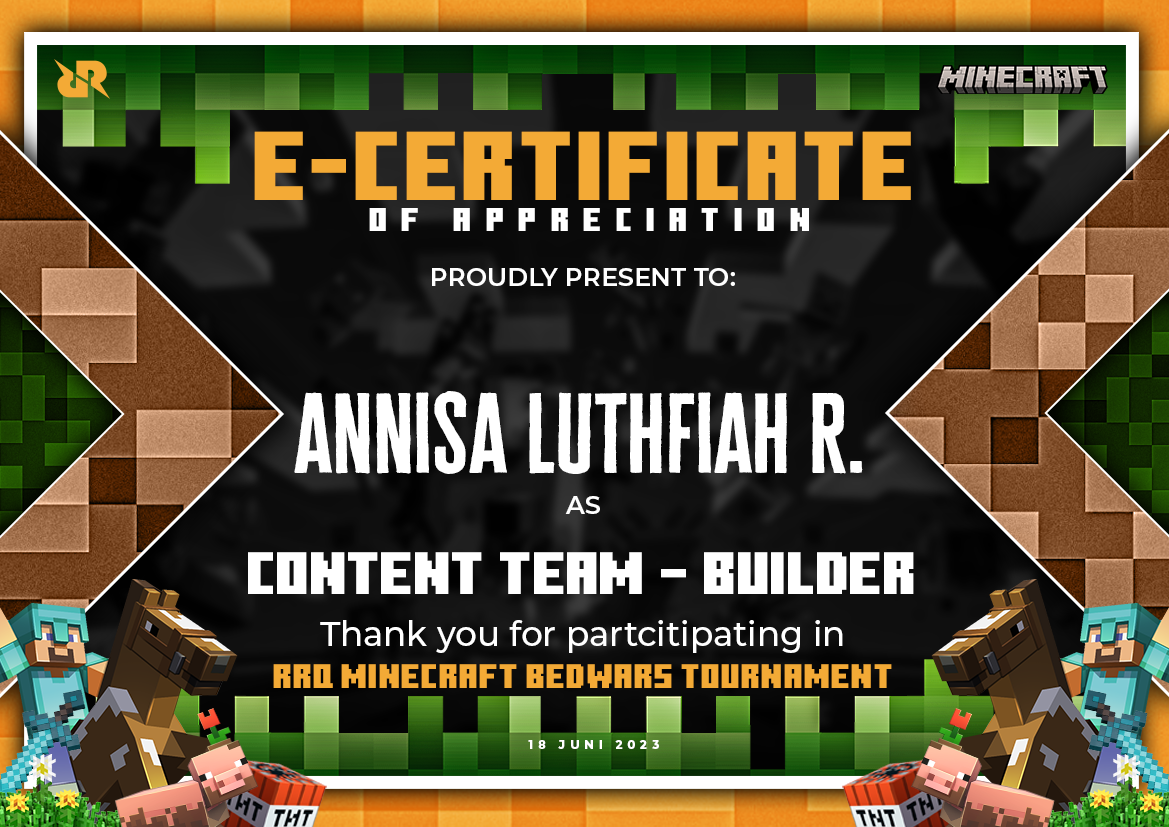 MINECRAFT
E-CERTIFICATE
OF APPRECIATION
PROUDLY PRESENT TO:
ANNISA LUTHFIAH R.
AS
CONTENT TEAM - BUILDER
Thank you for partcitipating in
RRQ MINECRAFT BEDWARS TOURNAMENT
18 JUNI 2023
TNT TNT
TNT TNT